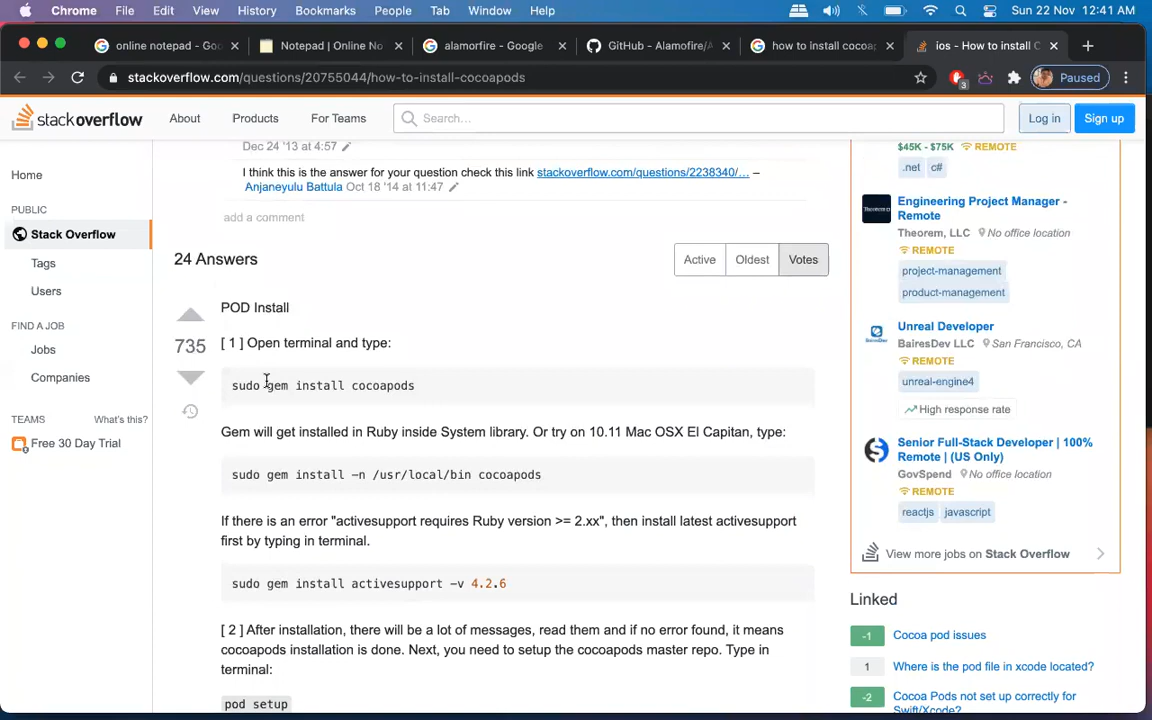 Chrome File Edit View History Bookmarks People Tab Window Help Sun 22 Nov 12:41 AM
online notepad - Goo
Notepad | Online No
alamorfire - Google
GitHub - Alamofire/A
how to install cocoap
ios - How to install C
stackoverflow.com/questions/20755044/how-to-install-cocoapods
3
Paused
stackoverflow
About
Products
For Teams
Search...
Log in
Sign up
Home
PUBLIC
Stack Overflow
Tags
Users
FIND A JOB
Jobs
Companies
TEAMS What's this?
Free 30 Day Trial
Dec 24 '13 at 4:57
I think this is the answer for your question check this link stackoverflow.com/questions/2238340/... –
Anjaneyulu Battula Oct 18 '14 at 11:47
add a comment
24 Answers
Active
Oldest
Votes
735
POD Install
[ 1 ] Open terminal and type:
sudo gem install cocoapods
Gem will get installed in Ruby inside System library. Or try on 10.11 Mac OSX El Capitan, type:
sudo gem install -n /usr/local/bin cocoapods
If there is an error "activesupport requires Ruby version >= 2.xx", then install latest activesupport
first by typing in terminal.
sudo gem install activesupport -v 4.2.6
[ 2 ] After installation, there will be a lot of messages, read them and if no error found, it means
cocoapods installation is done. Next, you need to setup the cocoapods master repo. Type in
terminal:
pod setup
$45K - $75K REMOTE
.net c#
Engineering Project Manager -
Remote
Theorem, LLC No office location
REMOTE
project-management
product-management
Unreal Developer
BairesDev LLC San Francisco, CA
REMOTE
unreal-engine4
High response rate
Senior Full-Stack Developer | 100%
Remote | (US Only)
GovSpend No office location
REMOTE
reactjs javascript
View more jobs on Stack Overflow
Linked
-1 Cocoa pod issues
1 Where is the pod file in xcode located?
-2 Cocoa Pods not set up correctly for
Swift/Xcode?